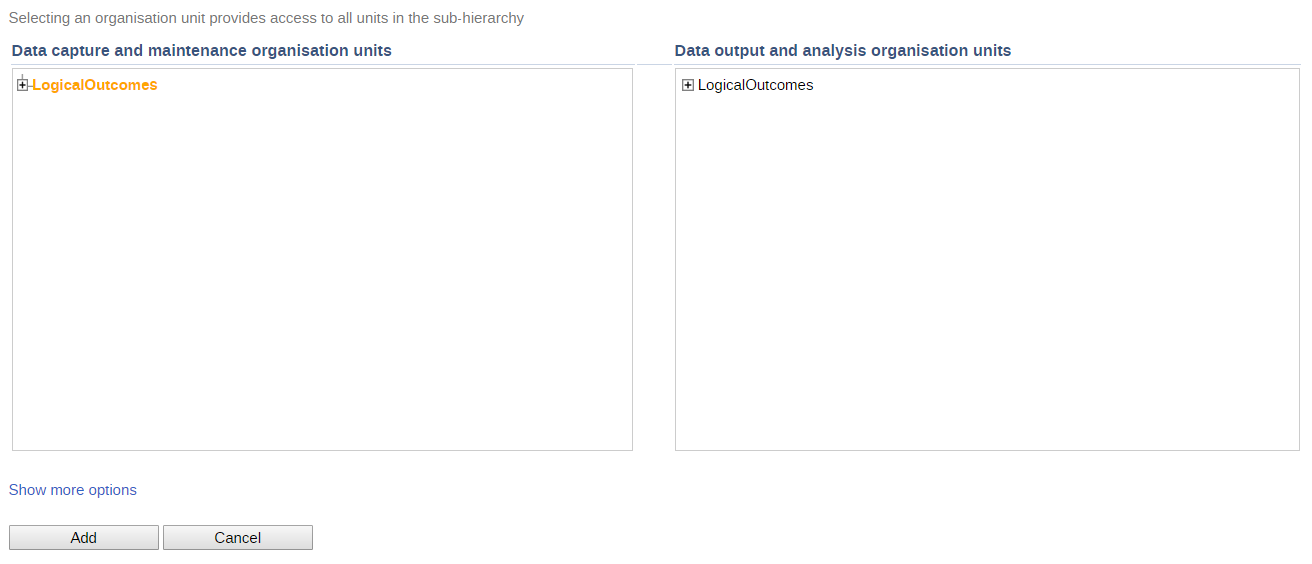 Selecting an organisation unit provides access to all units in the sub-hierarchy
Data capture and maintenance organisation units
Data output and analysis organisation units
LogicalOutcomes
LogicalOutcomes
Show more options
Add
Cancel